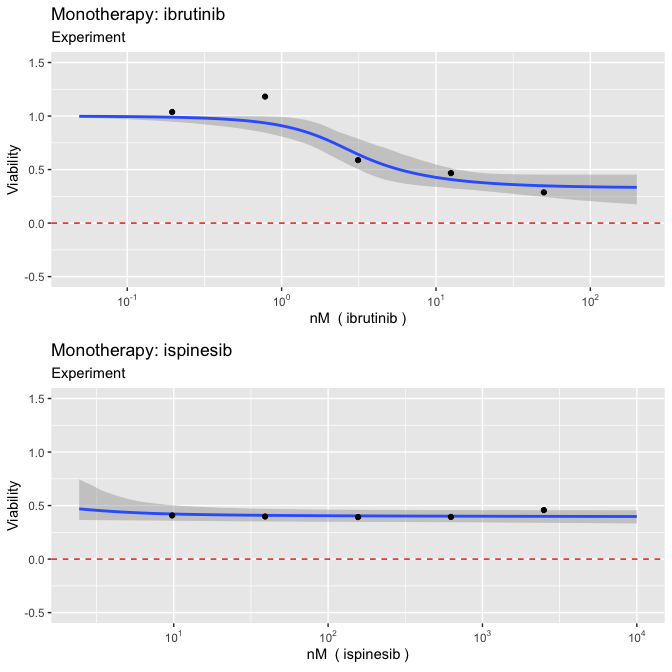 Monotherapy: ibrutinib
Experiment
1.5
1.0
0.5
0.0
-0.5
Viability
10^-1 10^0 10^1 10^2
nM ( ibrutinib )
Monotherapy: ispinesib
Experiment
1.5
1.0
0.5
0.0
-0.5
Viability
10^1 10^2 10^3 10^4
nM ( ispinesib )